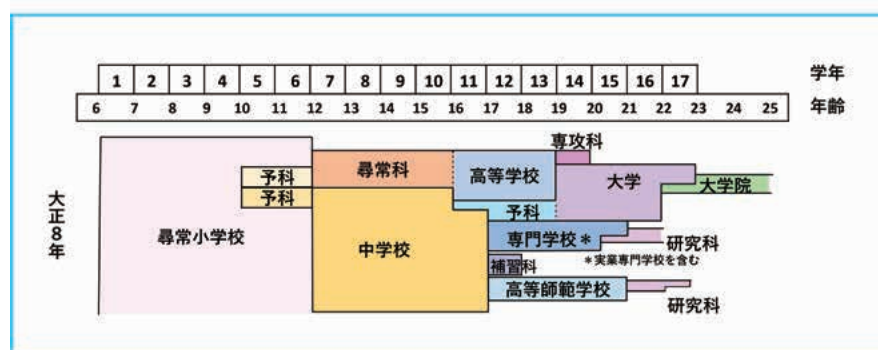 1 2 3 4 5 6 7 8 9 10 11 12 13 14 15 16 17 学年
6 7 8 9 10 11 12 13 14 15 16 17 18 19 20 21 22 23 24 25 年齢
大正8年
尋常小学校
予科
予科
尋常科
中学校
高等学校
専攻科
大学
大学院
予科
専門学校*
研究科
*実業専門学校を含む
補習科
高等師範学校
研究科